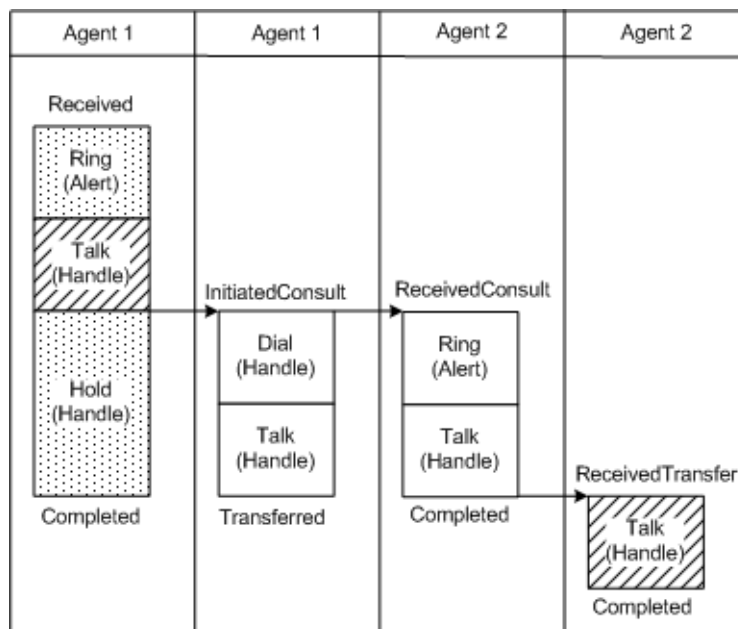 Agent 1
Agent 1
Agent 2
Agent 2
Received
Ring
(Alert)
Talk
(Handle)
Hold
(Handle)
Completed
InitiatedConsult
Dial
(Handle)
Talk
(Handle)
Transferred
ReceivedConsult
Ring
(Alert)
Talk
(Handle)
Completed
ReceivedTransfer
Talk
(Handle)
Completed